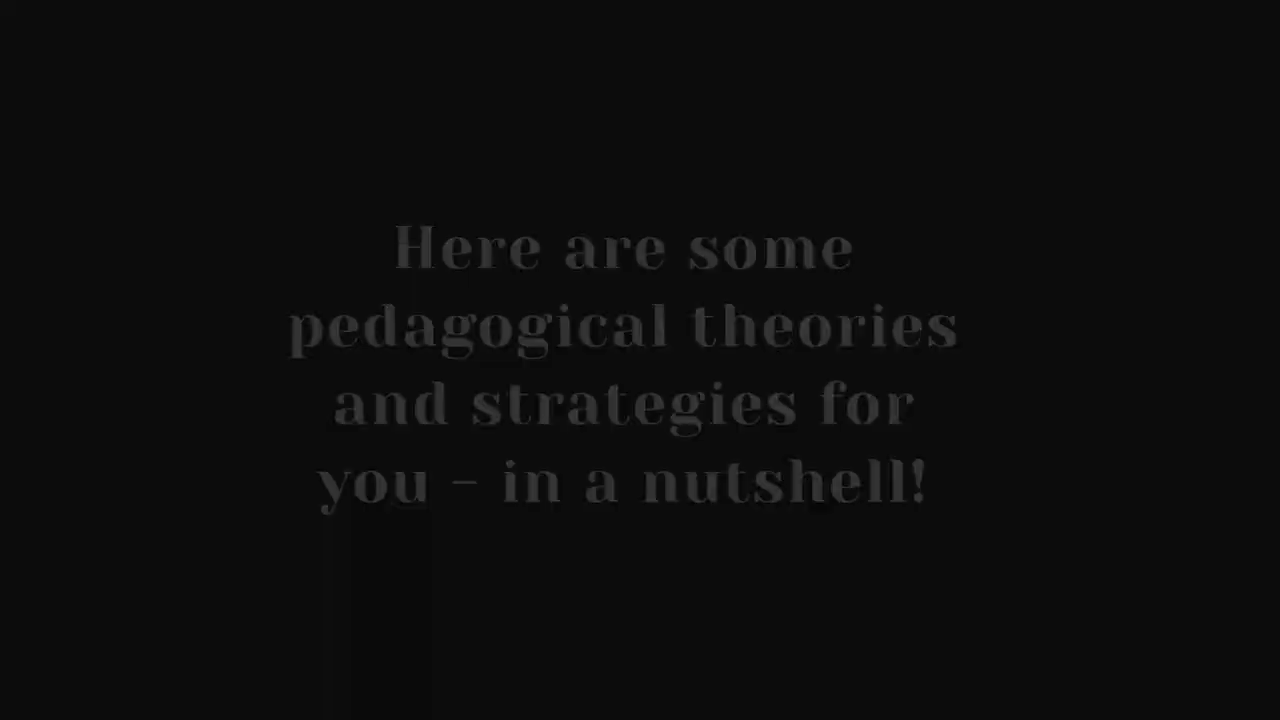 Here are some
pedagogical theories
and strategies for
you - in a nutshell!